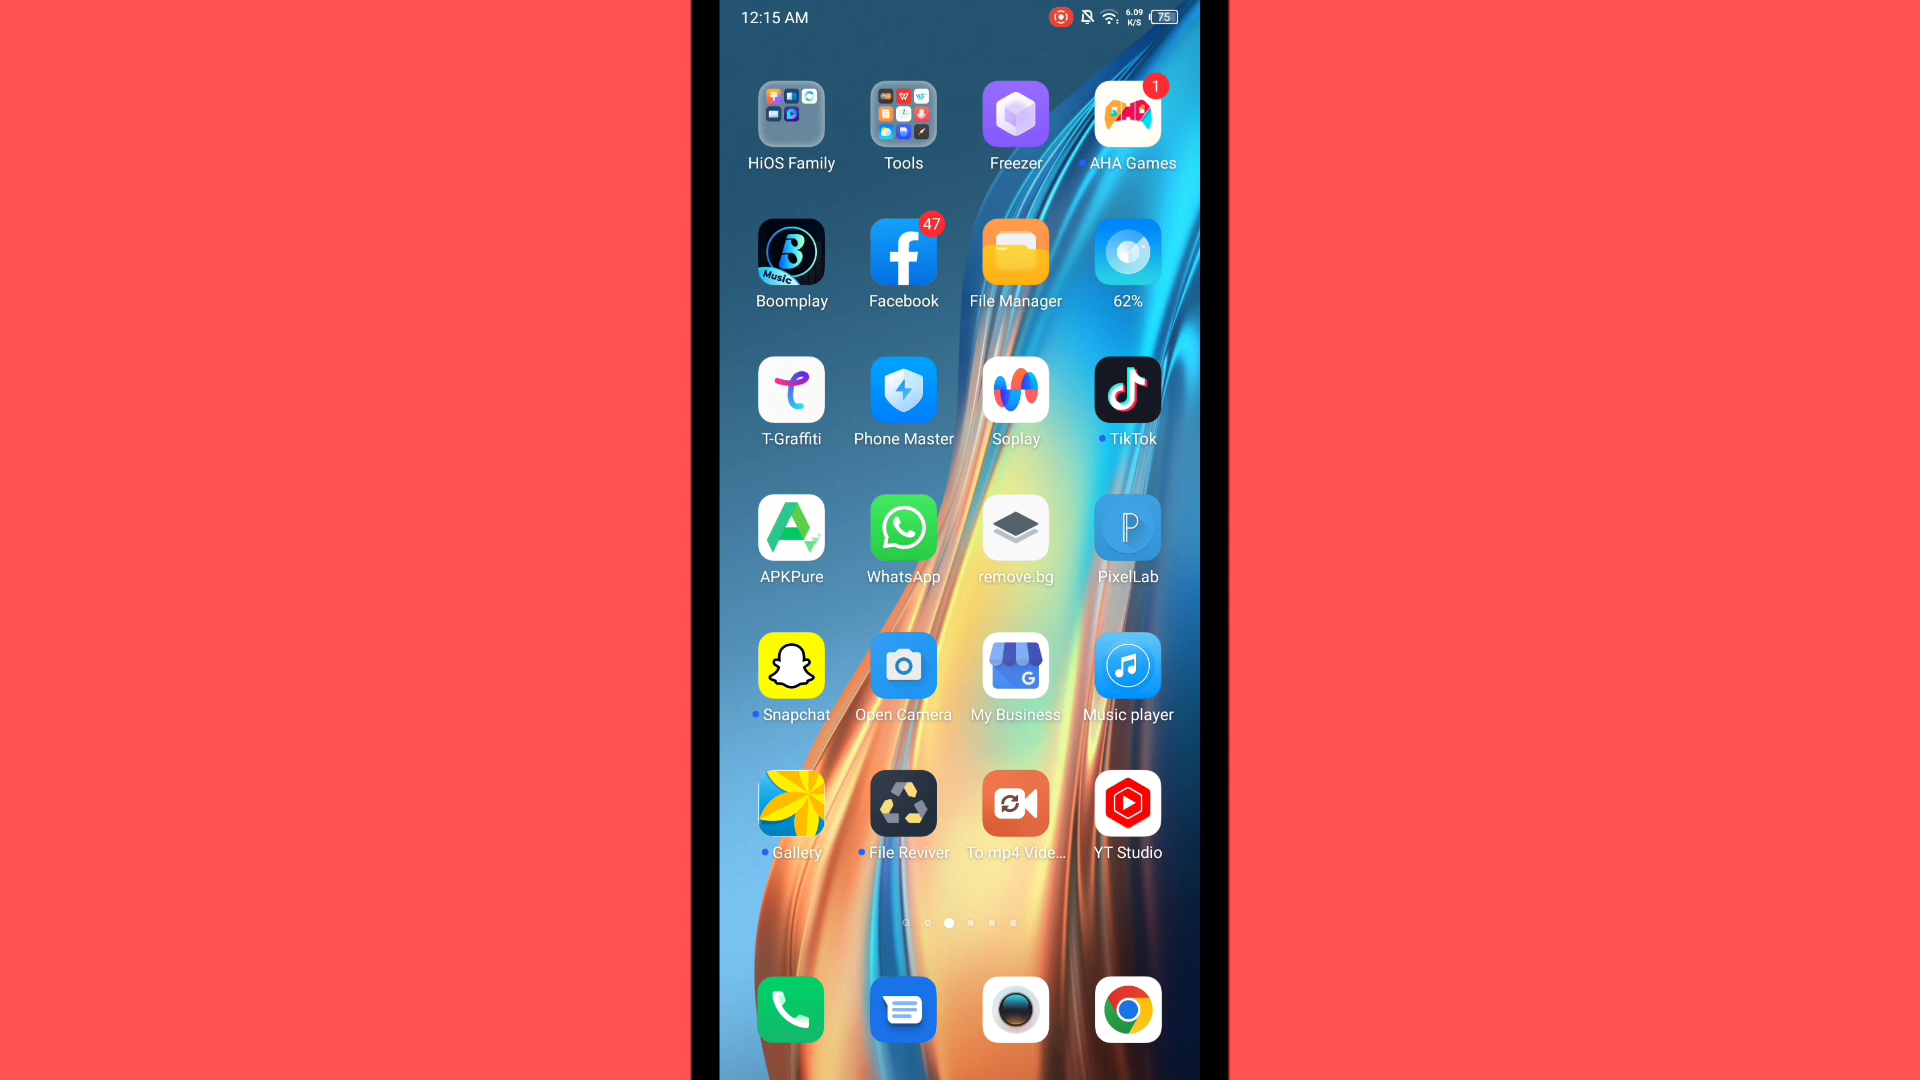 12:15 AM
6.09
K/S
75
1
HiOS Family
Tools
Freezer
AHA Games
Music
47
Boomplay
Facebook
File Manager
62%
T-Graffiti
Phone Master
Soplay
TikTok
APKPure
WhatsApp
remove.bg
PixelLab
G
Snapchat
Open Camera
My Business
Music player
Gallery
File Reviver
To mp4 Vide...
YT Studio